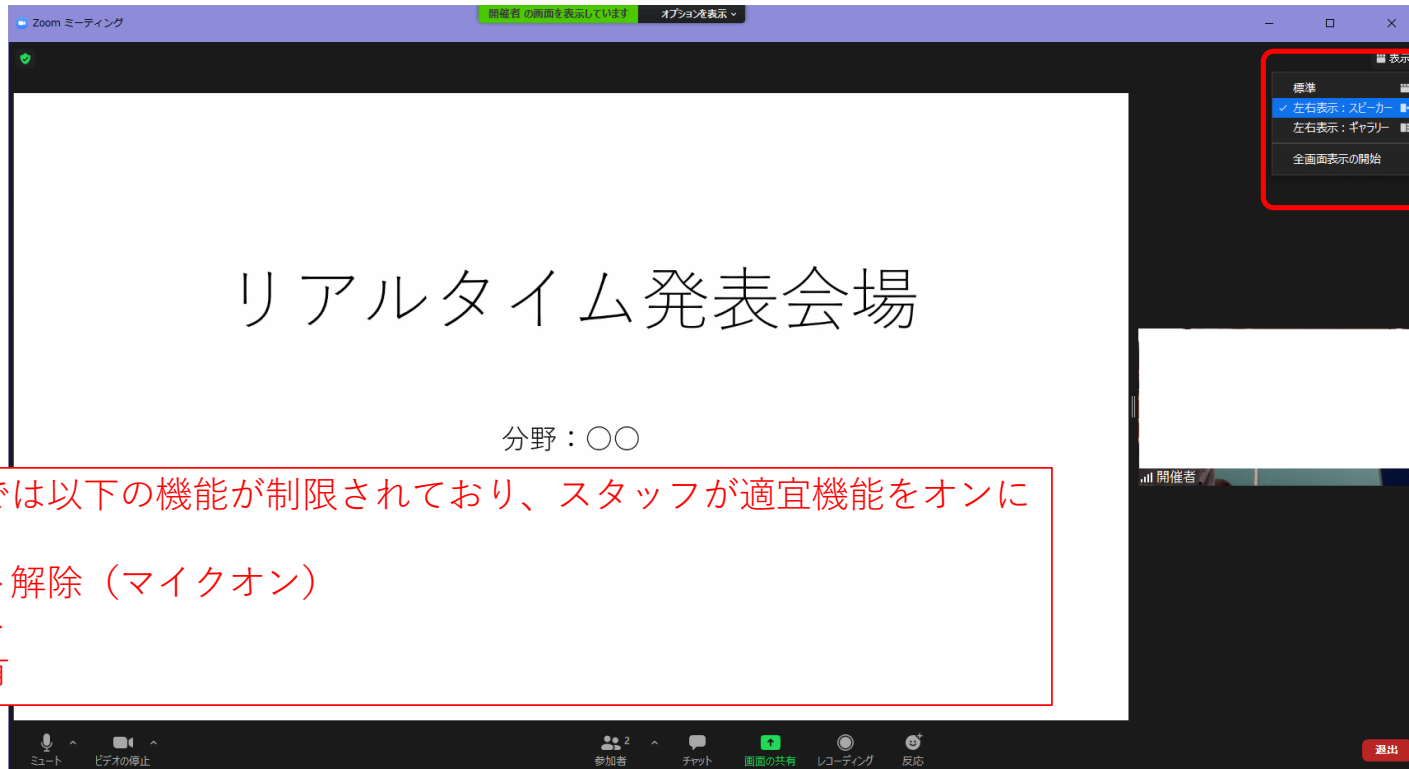 Zoom ミーティング
開催者 の画面を表示しています
オプションを表示
表示
標準
左右表示：スピーカー
左右表示：ギャラリー
全画面表示の開始
リアルタイム発表会場
分野：〇〇
では以下の機能が制限されており、スタッフが適宜機能をオンに
解除（マイクオン）
開催者
ミュート
ビデオの停止
2
参加者
チャット
画面の共有
レコーディング
反応
退出